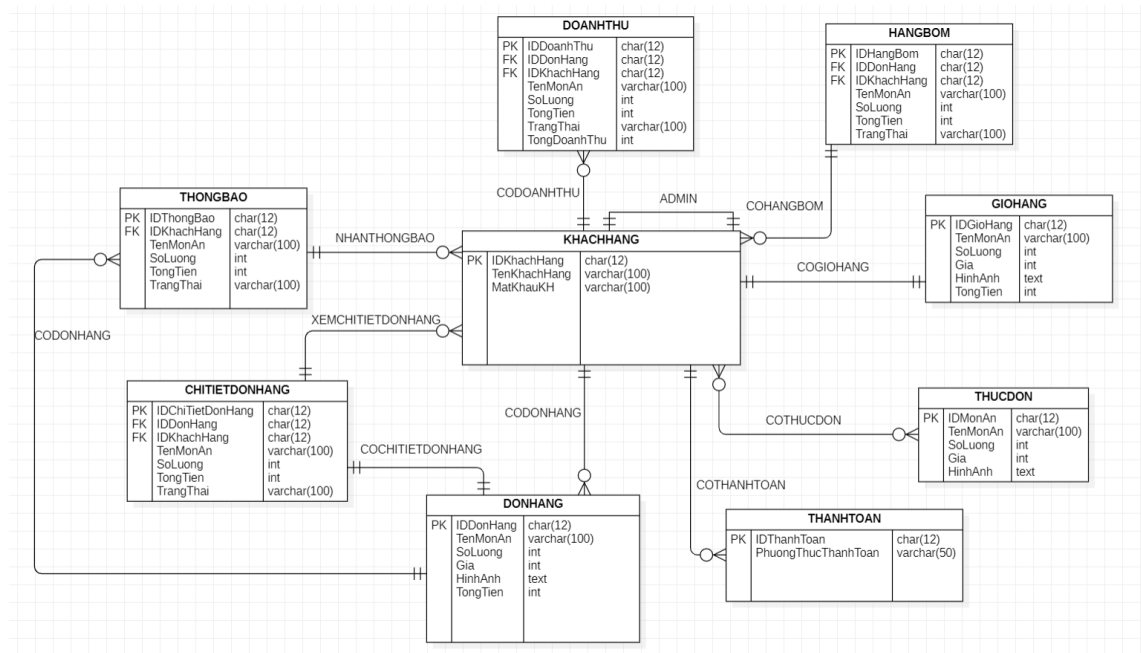 DOANHTHU
PK IDDoanhThu char(12)
FK IDDonHang char(12)
FK IDKhachHang char(12)
TenMonAn varchar(100)
SoLuong int
TongTien int
TrangThai varchar(100)
TongDoanhThu int
HANGBOM
PK IDHangBom char(12)
FK IDDonHang char(12)
FK IDKhachHang char(12)
TenMonAn varchar(100)
SoLuong int
TongTien int
TrangThai varchar(100)
CODOANHTHU
ADMIN
COHANGBOM
THONGBAO
PK IDThongBao char(12)
FK IDKhachHang char(12)
TenMonAn varchar(100)
SoLuong int
TongTien int
TrangThai varchar(100)
NHANTHONGBAO
KHACHHANG
PK IDKhachHang char(12)
TenKhachHang varchar(100)
MatKhauKH varchar(100)
COGIOHANG
GIOHANG
PK IDGioHang char(12)
TenMonAn varchar(100)
SoLuong int
Gia int
HinhAnh text
TongTien int
CODONHANG
XEMCHITIETDONHANG
CHITIETDONHANG
PK IDChiTietDonHang char(12)
FK IDDonHang char(12)
FK IDKhachHang char(12)
TenMonAn varchar(100)
SoLuong int
TongTien int
TrangThai varchar(100)
COCHITIETDONHANG
CODONHANG
COTHUCDON
THUCDON
PK IDMonAn char(12)
TenMonAn varchar(100)
SoLuong int
Gia int
HinhAnh text
COTHANHTOAN
DONHANG
PK IDDonHang char(12)
TenMonAn varchar(100)
SoLuong int
Gia int
HinhAnh text
TongTien int
THANHTOAN
PK IDThanhToan char(12)
PhuongThucThanhToan varchar(50)